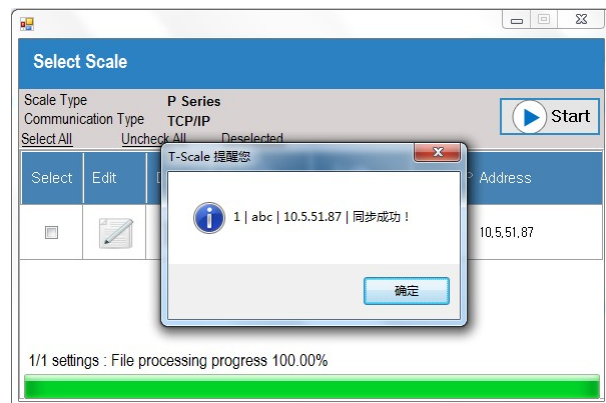 Select Scale
Scale Type P Series
Communication Type TCP/IP
Start
Select All Uncheck All Deselected
T-Scale 提醒您
Select Edit Address
1 | abc | 10.5.51.87 | 同步成功！
10,5,51,87
确定
1/1 settings : File processing progress 100.00%